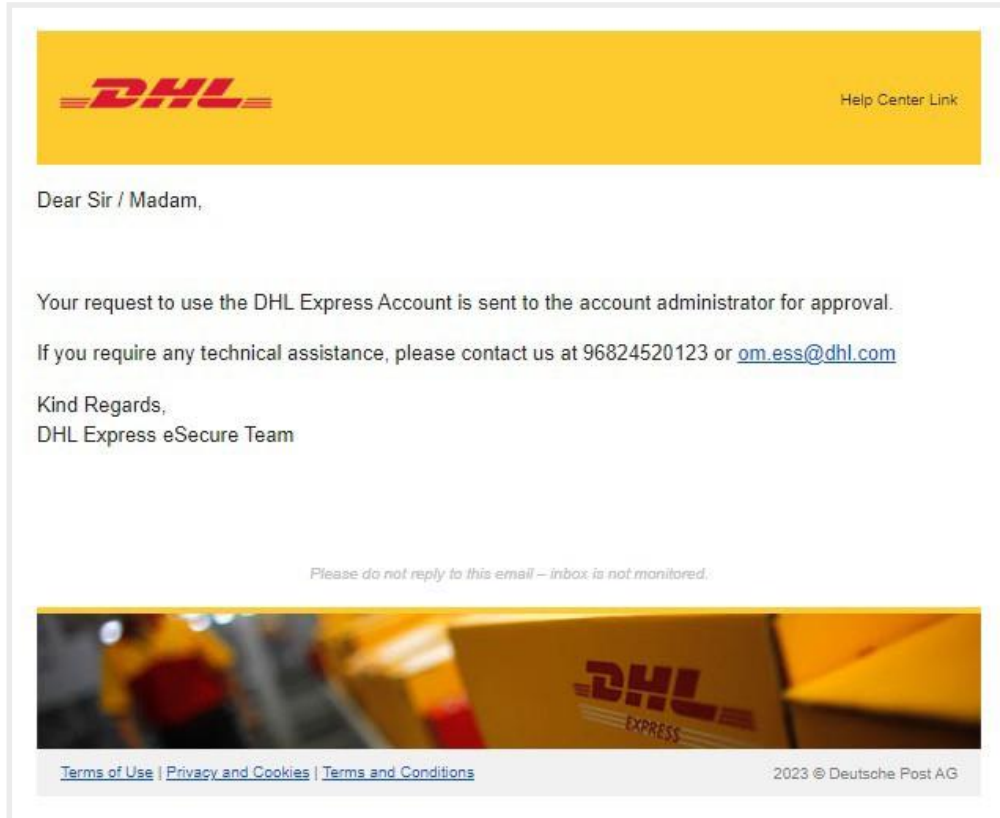 DHL
Help Center Link
Dear Sir / Madam,
Your request to use the DHL Express Account is sent to the account administrator for approval.
If you require any technical assistance, please contact us at 96824520123 or om.ess@dhl.com
Kind Regards,
DHL Express eSecure Team
Please do not reply to this email – inbox is not monitored.
DHL
EXPRESS
Terms of Use | Privacy and Cookies | Terms and Conditions
2023 © Deutsche Post AG